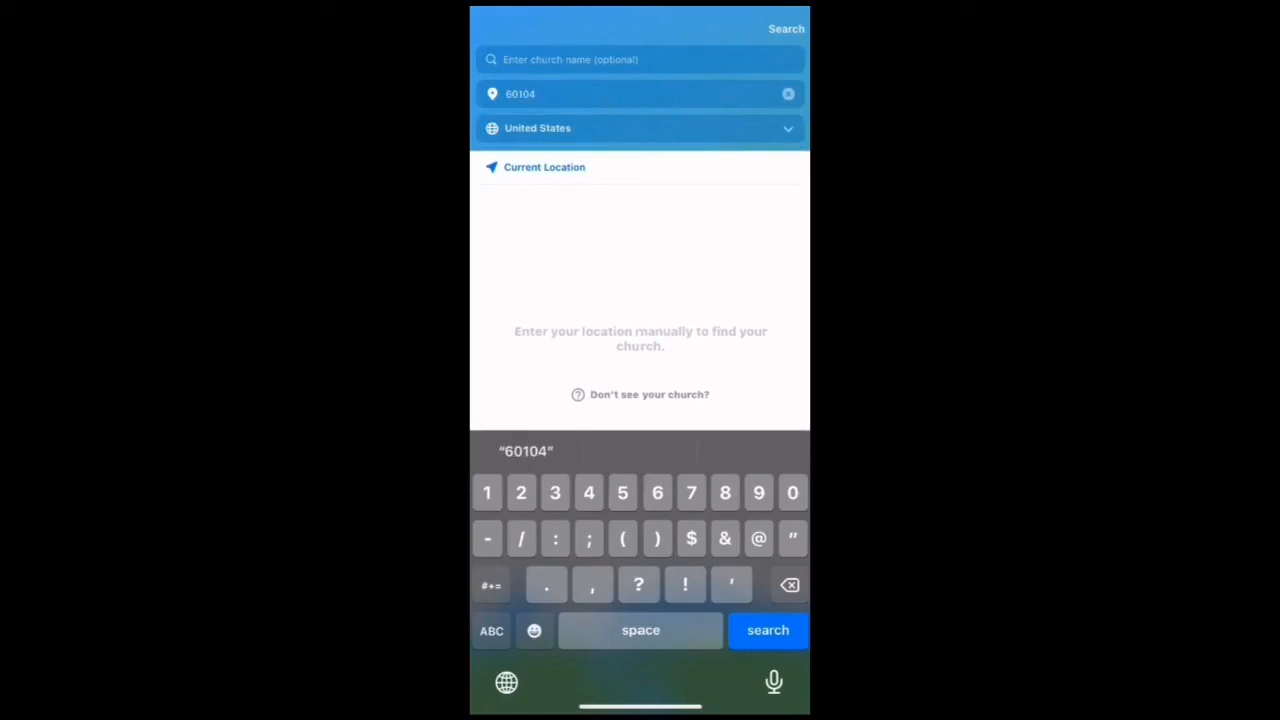 Search
Enter church name (optional)
60104
United States
Current Location
Enter your location manually to find your
church.
Don't see your church?
"60104"
1 2 3 4 5 6 7 8 9 0
- / : ; ( ) $ & @ "
#+= . , ? ! '
ABC space search